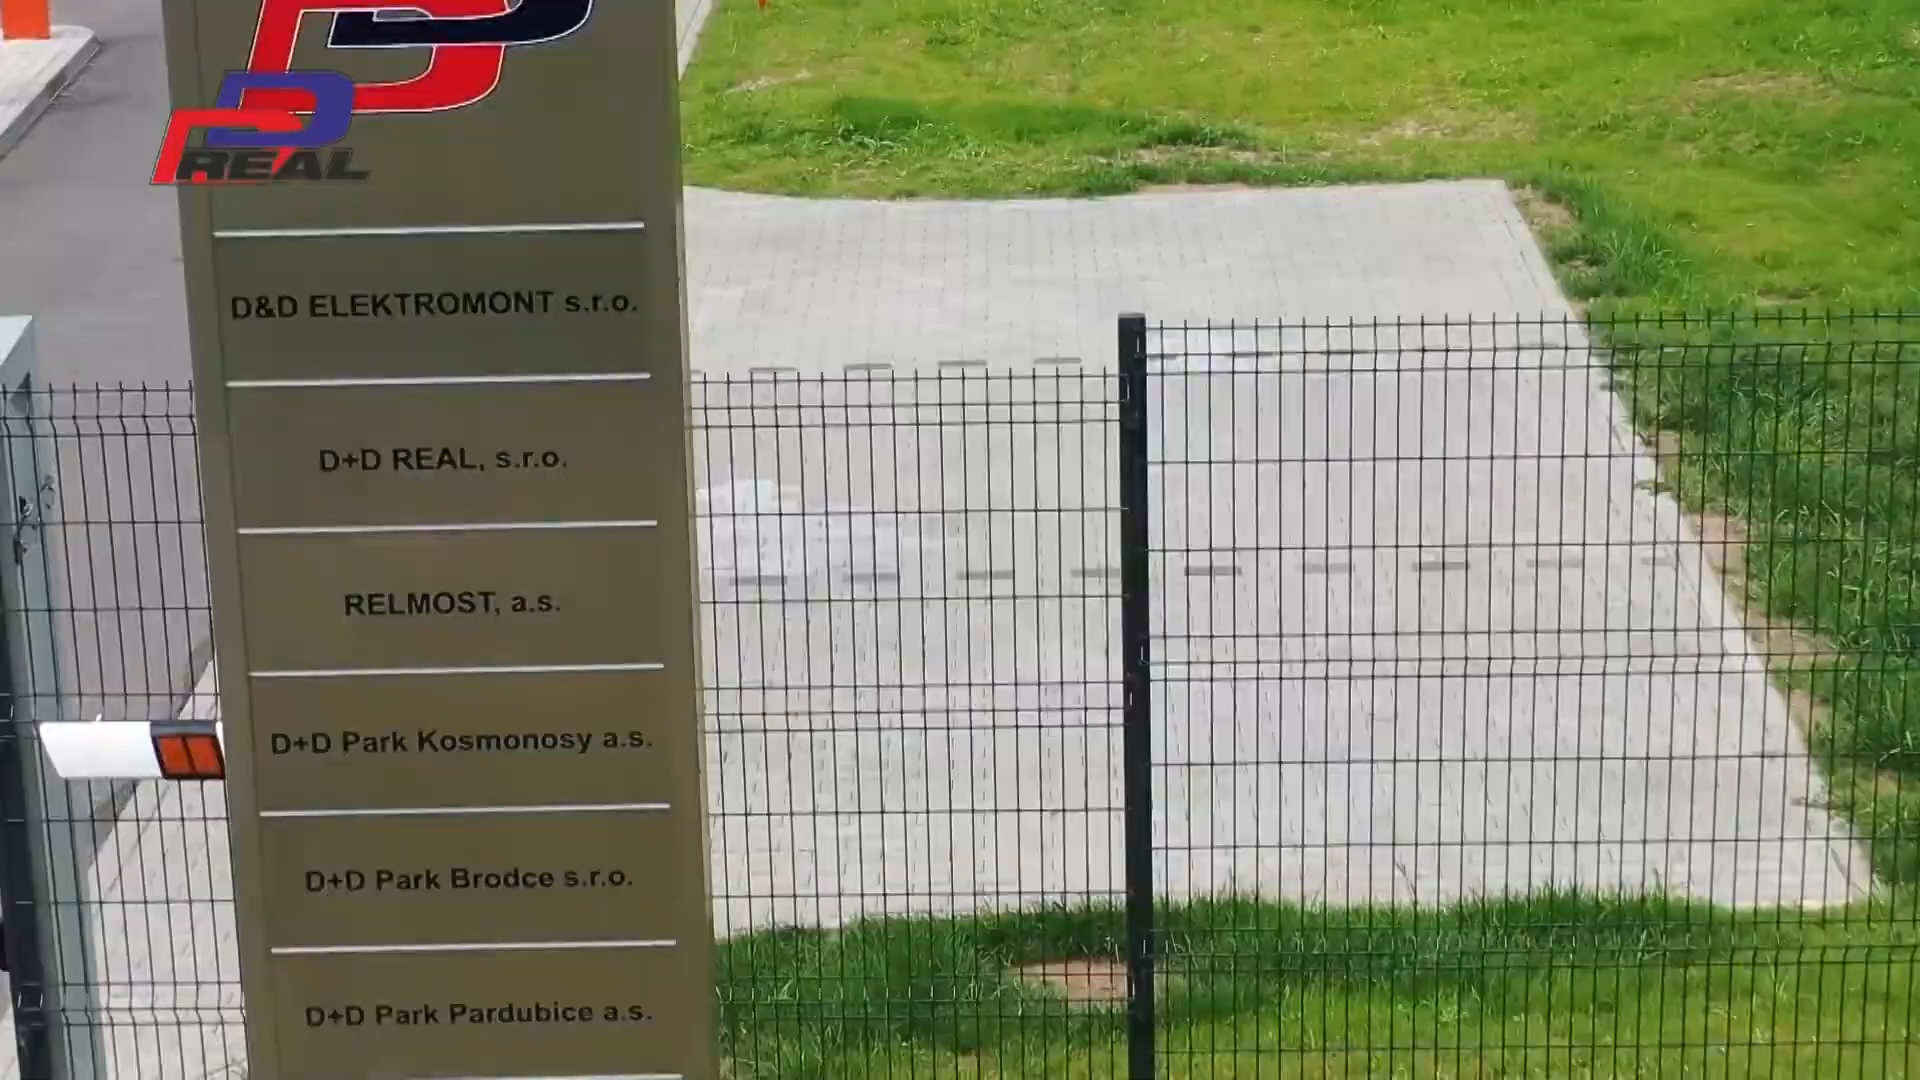 REAL
D&D ELEKTROMONT s.r.o.
D+D REAL, s.r.o.
RELMOST, a.s.
D+D Park Kosmonosy a.s.
D+D Park Brodce s.r.o.
D+D Park Pardubice a.s.